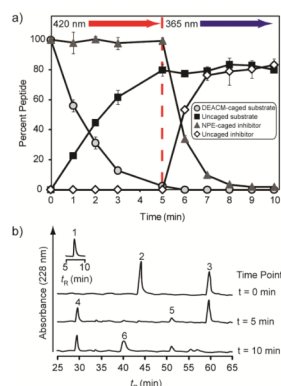 a)
420 nm
365 nm
100
80
60
40
20
0
Percent Peptide
DEACM-caged substrate
Uncaged substrate
NPE-caged inhibitor
Uncaged inhibitor
0 1 2 3 4 5 6 7 8 9 10
Time (min)
b)
Absorbance (228 nm)
1
5 10
tR (min)
2
3
Time Point
t = 0 min
4
5
t = 5 min
6
t = 10 min
25 30 35 40 45 50 55 60 65